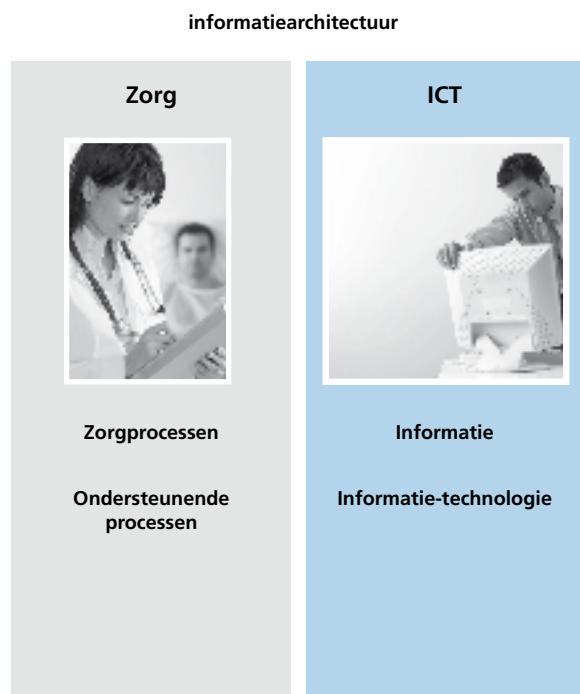 informatiearchitectuur
Zorg
Zorgprocessen
Ondersteunende
processen
ICT
Informatie
Informatie-technologie